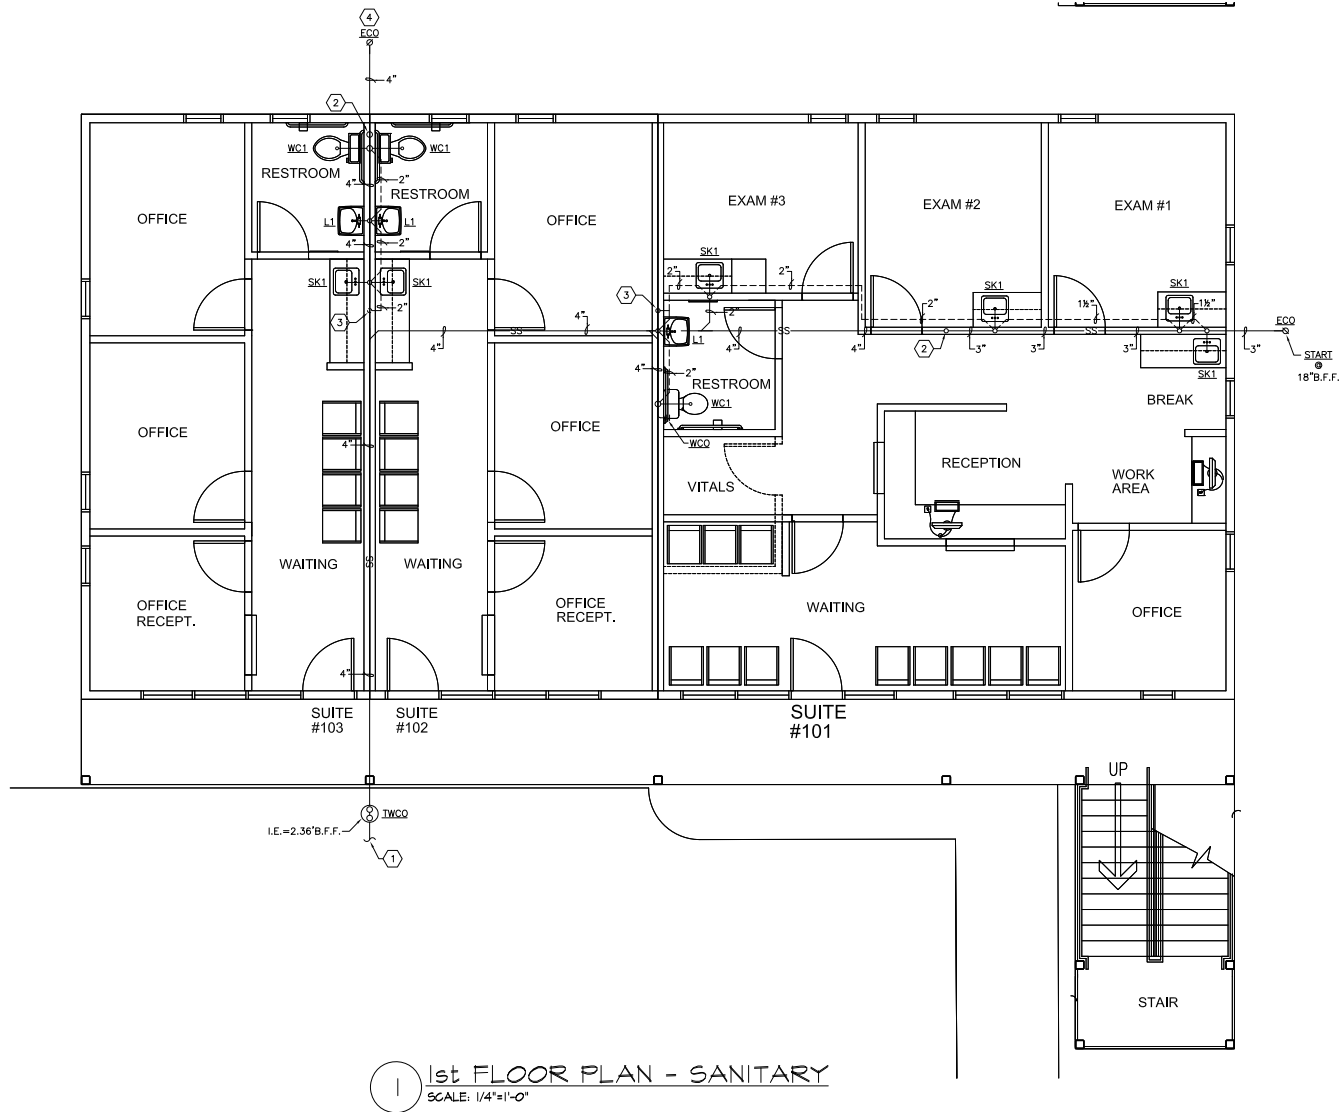 4
ECO
4"
2
WC1
WC1
RESTROOM
RESTROOM
4"
2"
OFFICE
OFFICE
EXAM #3
EXAM #2
EXAM #1
L1
L1
4"
2"
SK1
SK1
SK1
SK1
SK1
2"
2"
2"
1½"
1½"
3
3
2"
2"
4"
4"
SS
4"
L1
4"
SS
4"
2
3"
3"
SS
3"
3"
ECO
START
@
18"B.F.F.
SK1
4"
2"
RESTROOM
WC1
WCO
BREAK
OFFICE
OFFICE
4"
VITALS
RECEPTION
WORK
AREA
SS
WAITING
WAITING
OFFICE
RECEPT.
OFFICE
RECEPT.
WAITING
OFFICE
4"
SUITE
#103
SUITE
#102
SUITE
#101
UP
TWCO
I.E.=2.36'B.F.F.
1
STAIR
1
1st FLOOR PLAN - SANITARY
SCALE: 1/4"=1'-0"